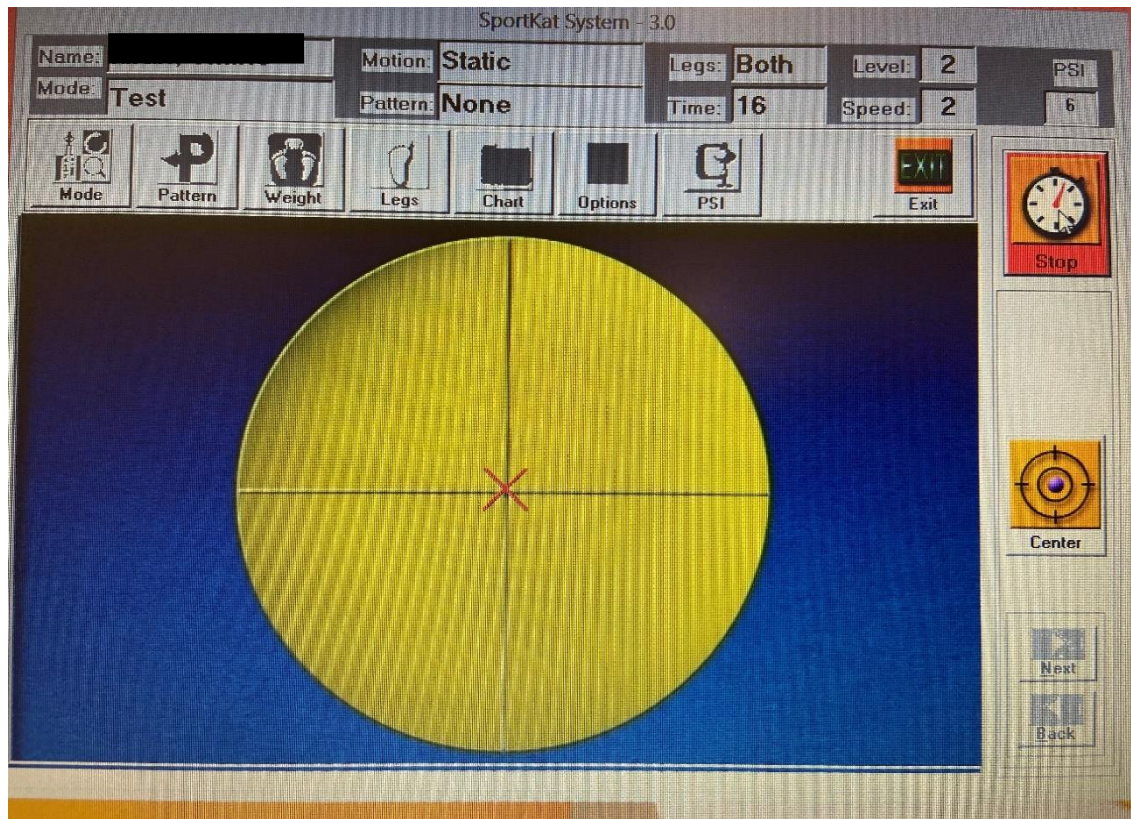 SportKat System - 3.0
Name: Motion: Static Legs: Both Level: 2 PSI
Mode: Test Pattern: None Time: 16 Speed: 2 6
Mode Pattern Weight Legs Chart Options PSI EXIT Exit
Stop
Center
Next
Back